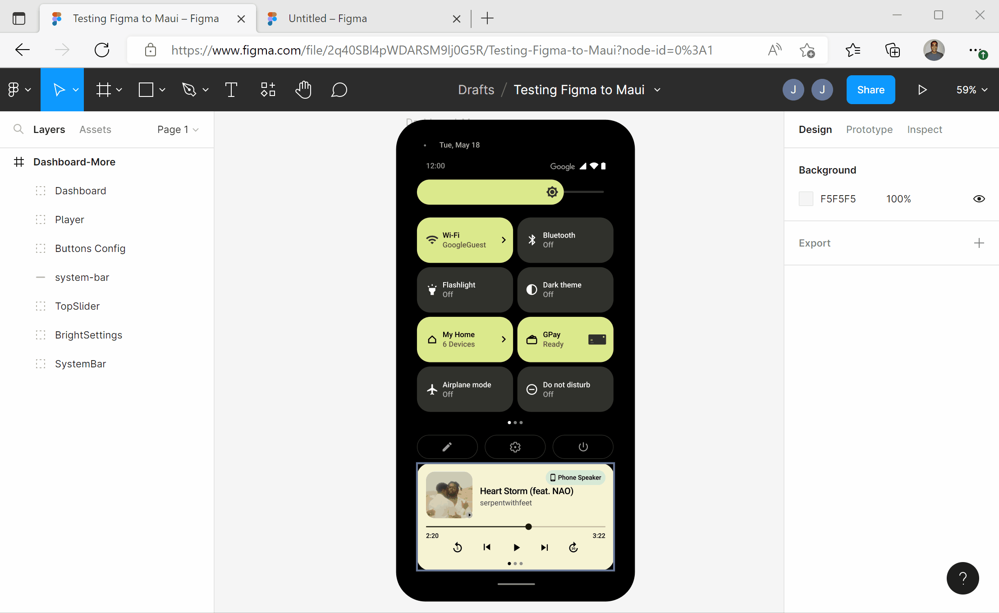 Testing Figma to Maui – Figma
Untitled – Figma
https://www.figma.com/file/2q40SBl4pWDARSM9lj0G5R/Testing-Figma-to-Maui?node-id=0%3A1
Drafts / Testing Figma to Maui
J J Share 59%
Layers Assets Page 1
Dashboard-More
Dashboard
Player
Buttons Config
system-bar
TopSlider
BrightSettings
SystemBar
Tue, May 18
12:00 Google
Wi-Fi
GoogleGuest
Bluetooth
Off
Flashlight
Off
Dark theme
Off
My Home
6 Devices
GPay
Ready
Airplane mode
Off
Do not disturb
Off
Phone Speaker
Heart Storm (feat. NAO)
serpentwithfeet
2:20 3:22
5 30
Design Prototype Inspect
Background
F5F5F5 100%
Export
?